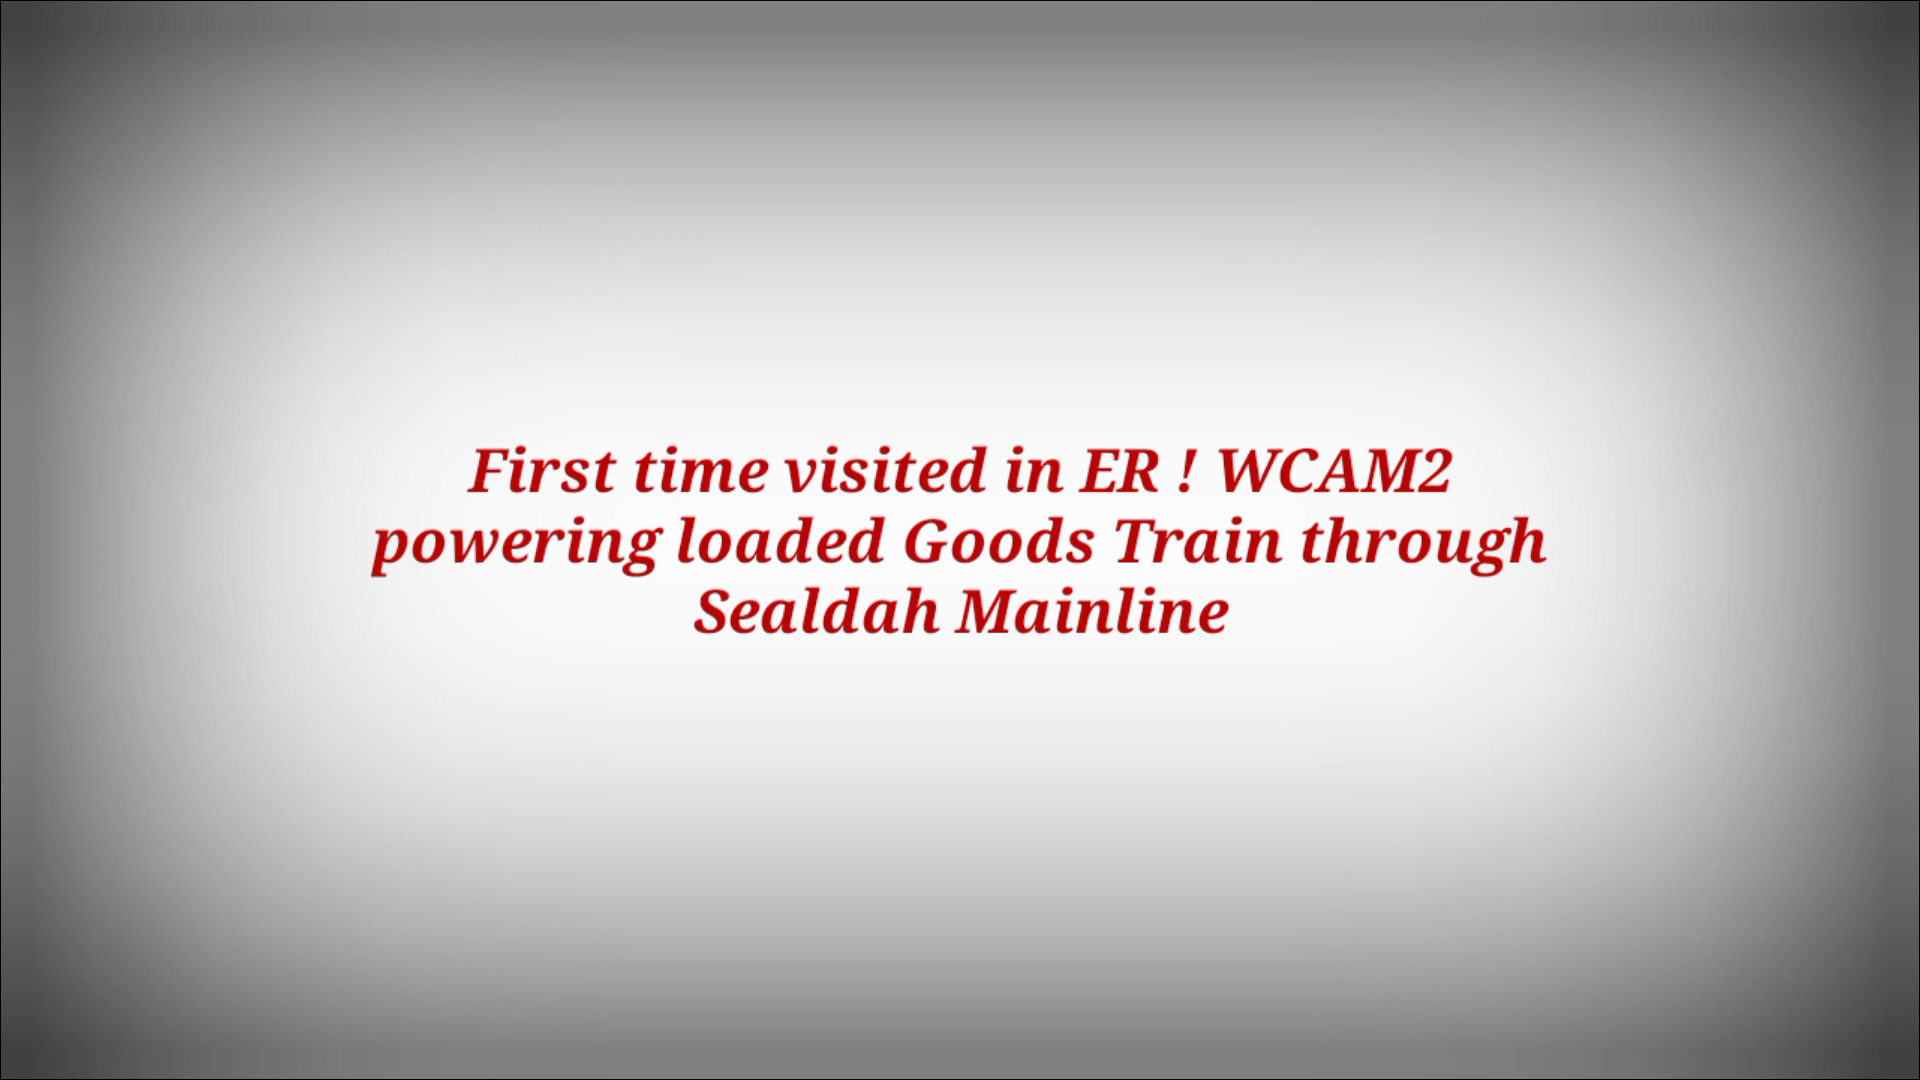 First time visited in ER ! WCAM2
powering loaded Goods Train through
Sealdah Mainline